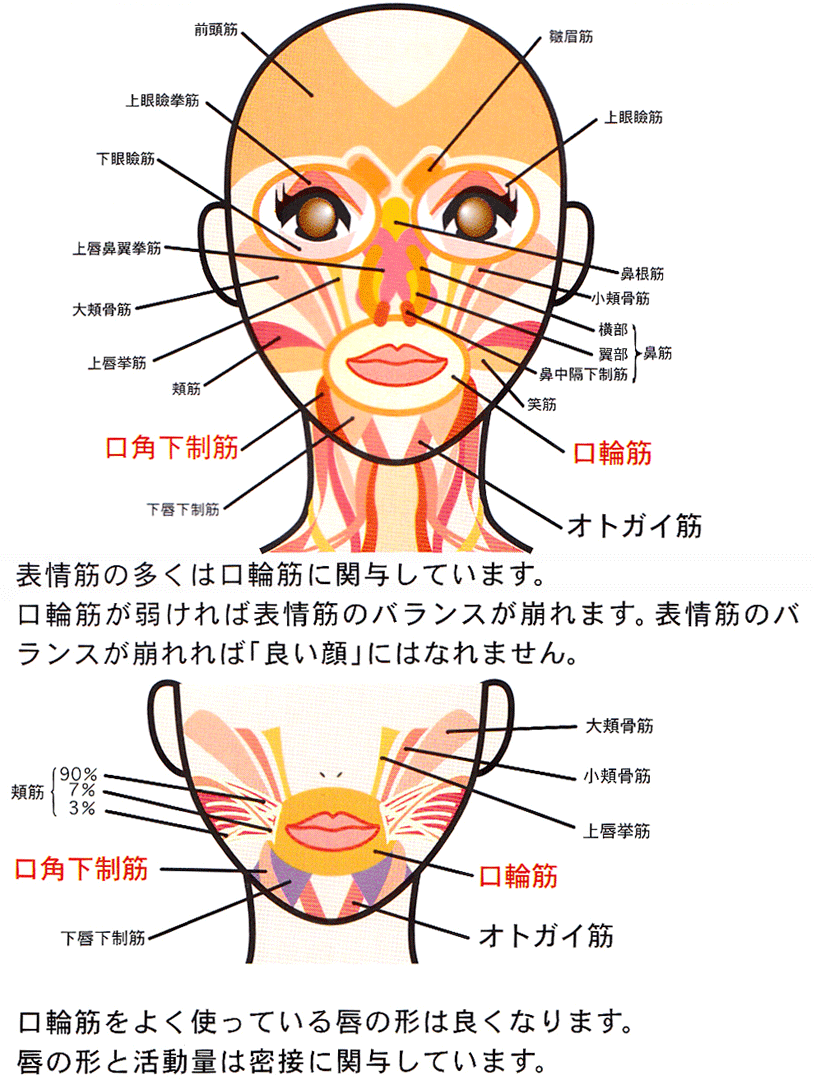 前頭筋
皺眉筋
上眼瞼拳筋
上眼瞼筋
下眼瞼筋
上唇鼻翼拳筋
鼻根筋
大頬骨筋
小頬骨筋
横部
翼部
鼻筋
上唇挙筋
鼻中隔下制筋
頬筋
笑筋
口角下制筋
口輪筋
下唇下制筋
オトガイ筋
表情筋の多くは口輪筋に関与しています。
口輪筋が弱ければ表情筋のバランスが崩れます。表情筋のバ
ランスが崩れれば「良い顔」にはなれません。
大頬骨筋
90%
頬筋
7%
3%
小頬骨筋
上唇挙筋
口角下制筋
口輪筋
下唇下制筋
オトガイ筋
口輪筋をよく使っている唇の形は良くなります。
唇の形と活動量は密接に関与しています。